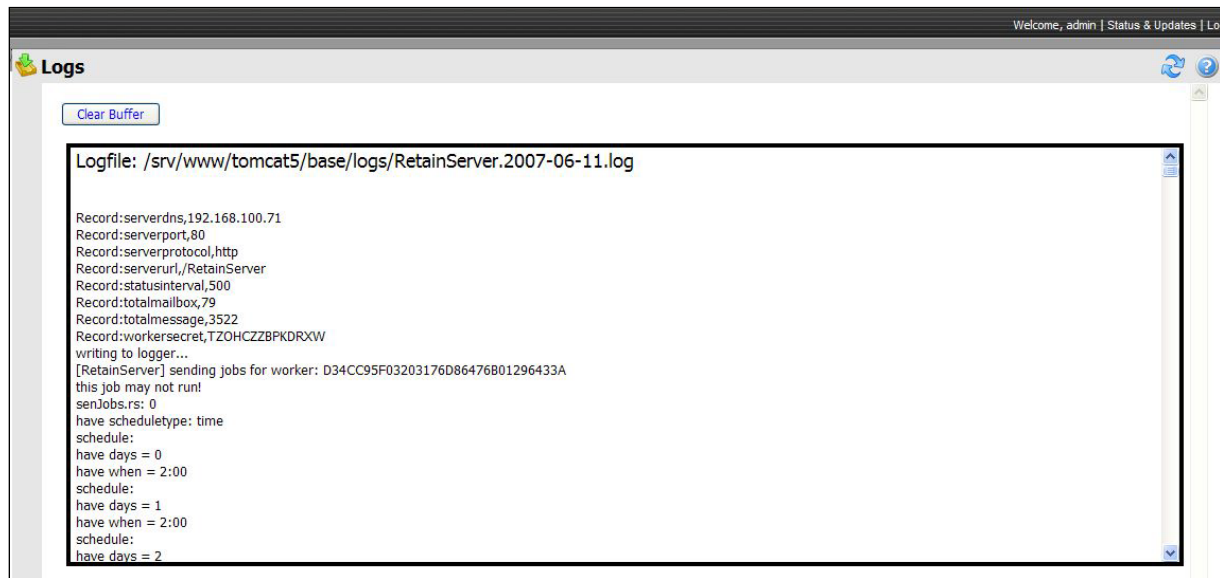 Welcome, admin | Status & Updates | Lo
Logs
Clear Buffer
Logfile: /srv/www/tomcat5/base/logs/RetainServer.2007-06-11.log
Record:serverdns,192.168.100.71
Record:serverport,80
Record:serverprotocol,http
Record:serverurl,/RetainServer
Record:statusinterval,500
Record:totalmailbox,79
Record:totalmessage,3522
Record:workersecret,TZOHCZZBPKDRXW
writing to logger...
[RetainServer] sending jobs for worker: D34CC95F03203176D86476B01296433A
this job may not run!
senJobs.rs: 0
have scheduletype: time
schedule:
have days = 0
have when = 2:00
schedule:
have days = 1
have when = 2:00
schedule:
have days = 2